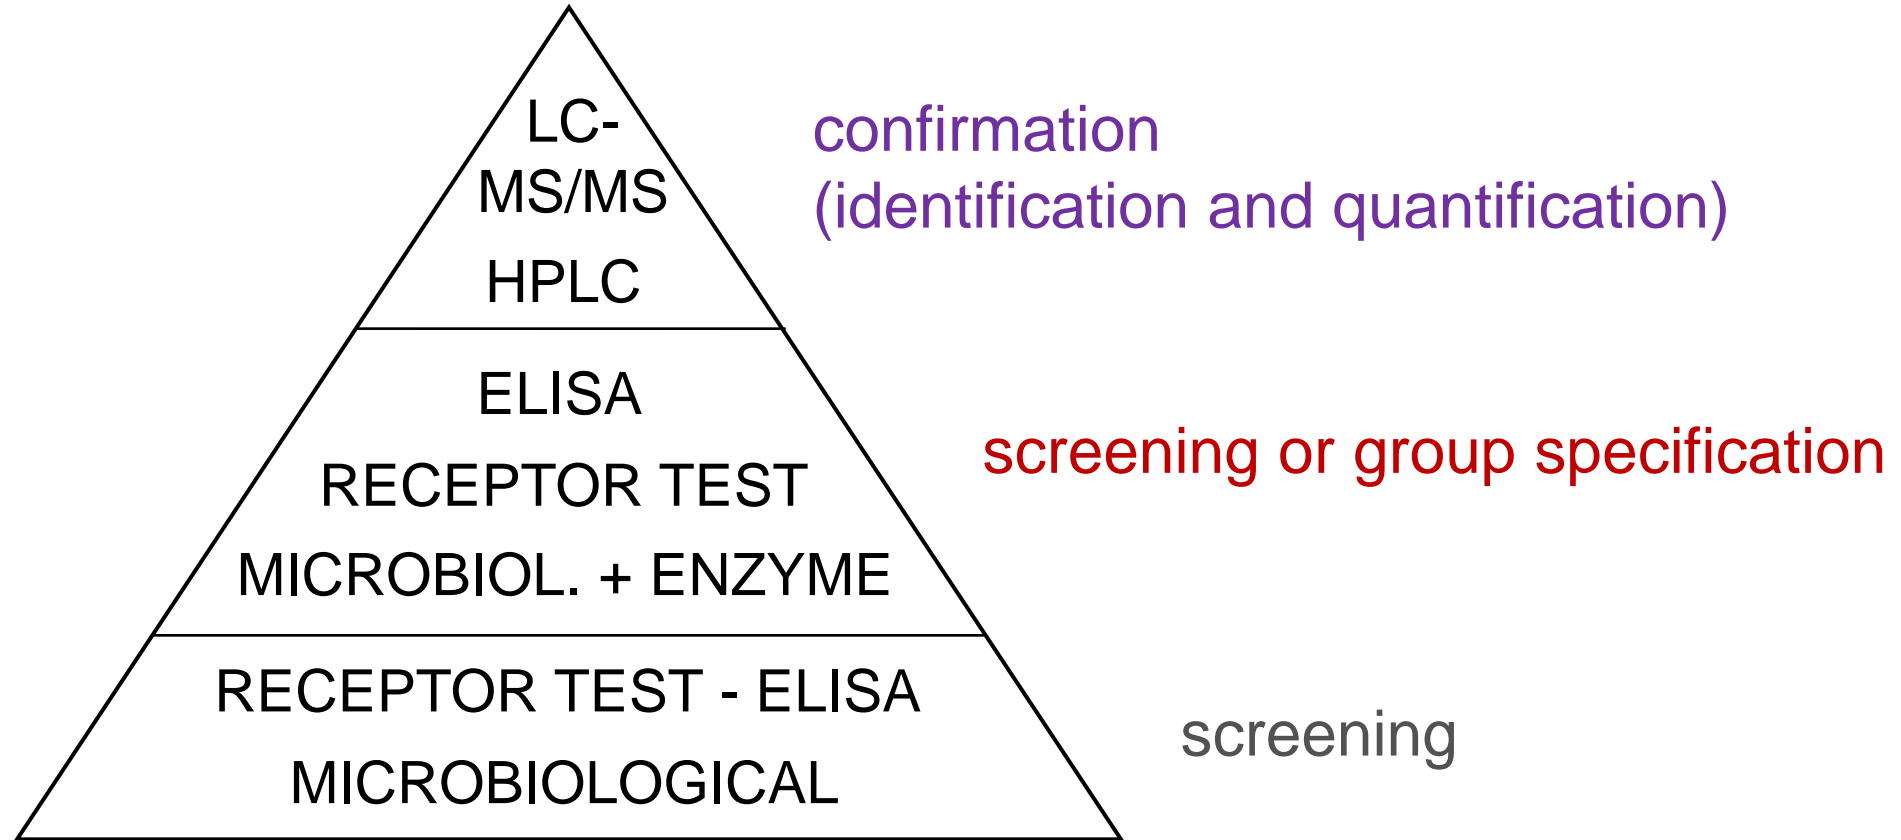 LC-
MS/MS
HPLC
confirmation
(identification and quantification)
ELISA
RECEPTOR TEST
MICROBIOL. + ENZYME
screening or group specification
RECEPTOR TEST - ELISA
MICROBIOLOGICAL
screening